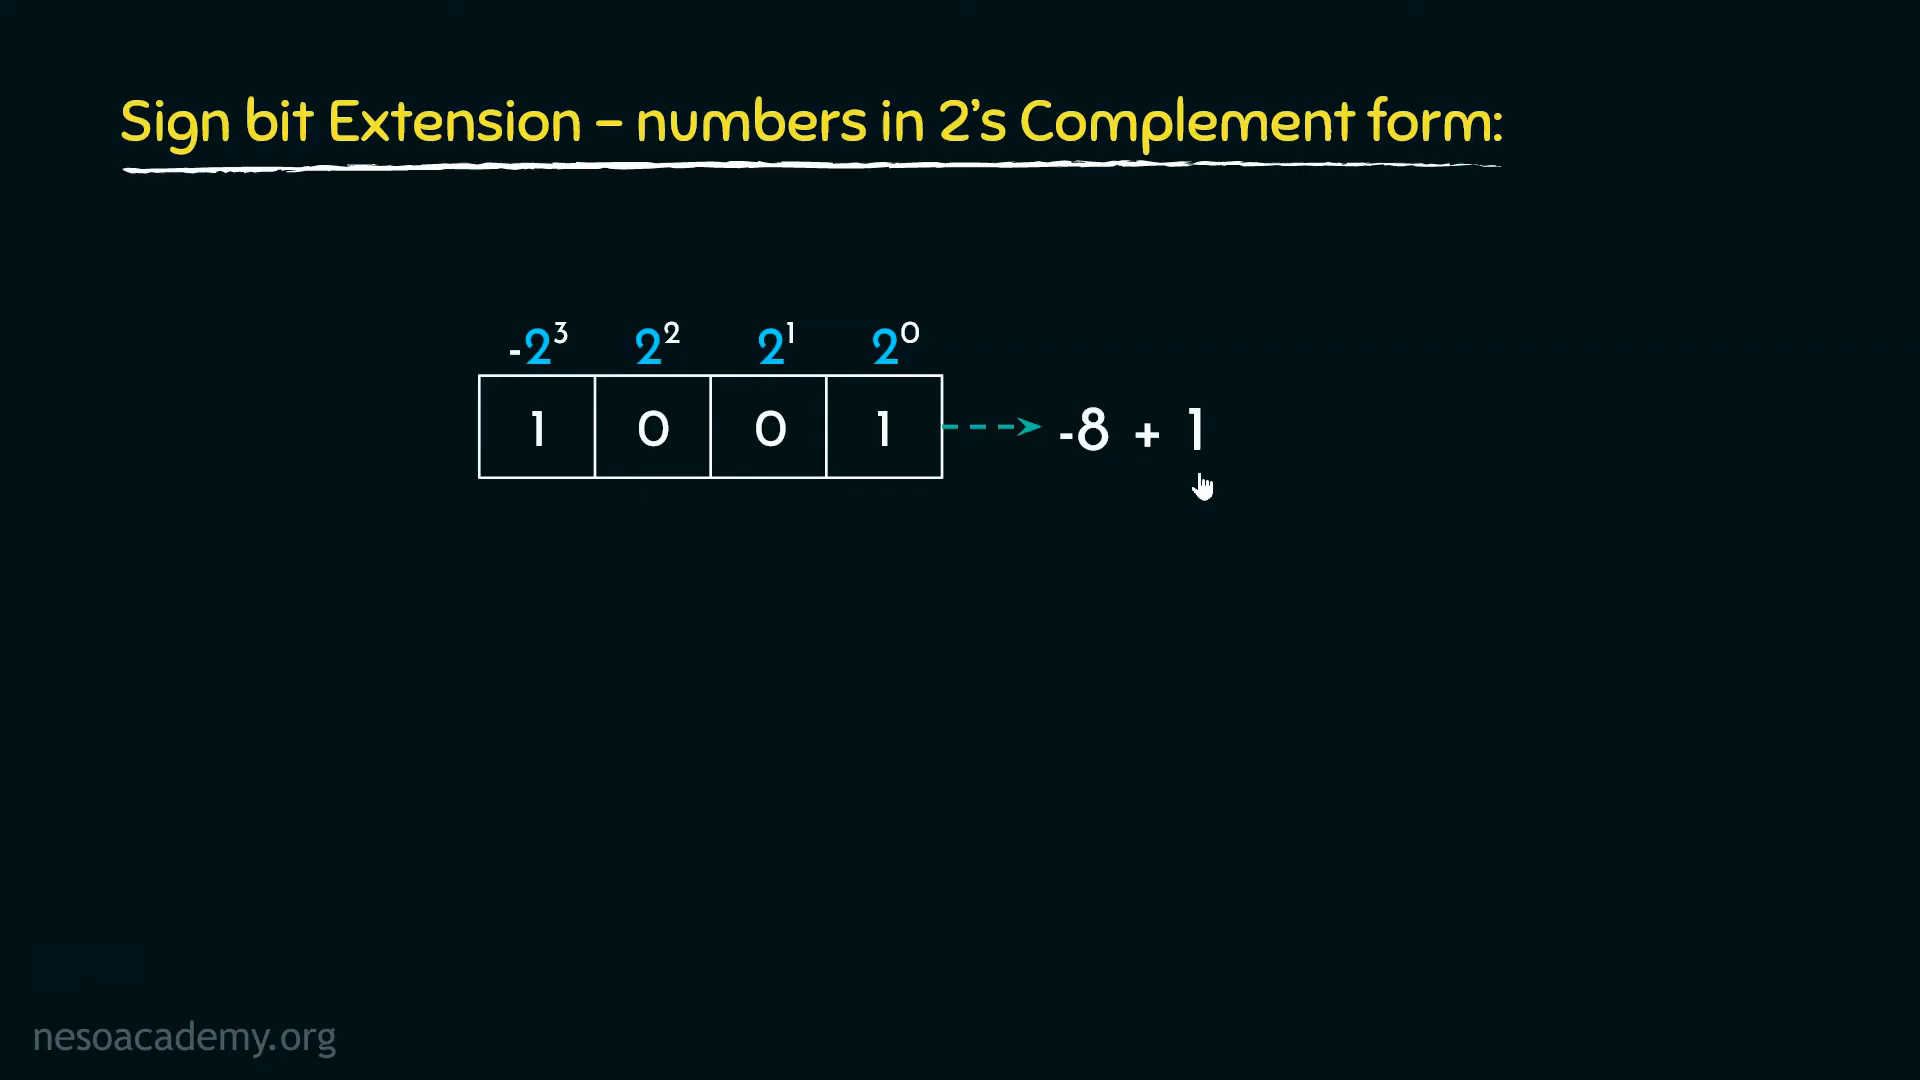 Sign bit Extension – numbers in 2's Complement form:
-2³ 2² 2¹ 2⁰
1 0 0 1 -8 + 1
nesoacademy.org